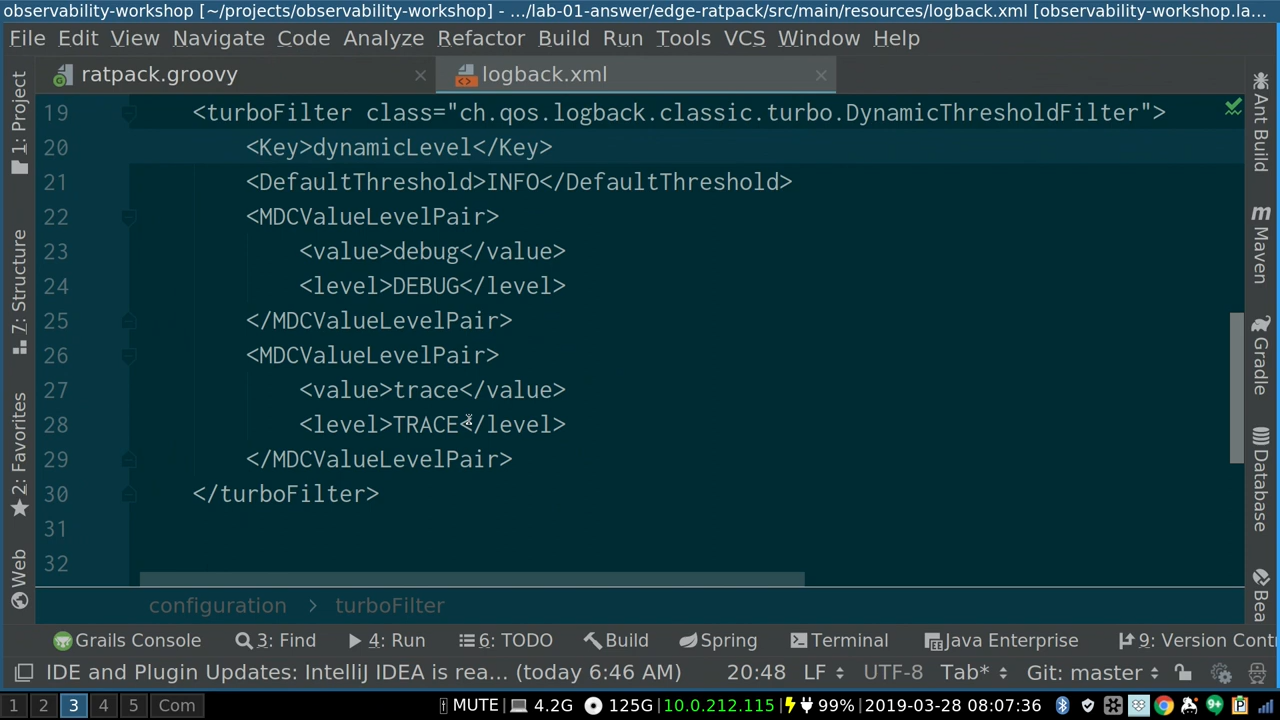 observability-workshop [~/projects/observability-workshop] - .../lab-01-answer/edge-ratpack/src/main/resources/logback.xml [observability-workshop.la...
File Edit View Navigate Code Analyze Refactor Build Run Tools VCS Window Help
ratpack.groovy
logback.xml
1: Project
7: Structure
2: Favorites
Web
19 <turboFilter class="ch.qos.logback.classic.turbo.DynamicThresholdFilter">
20 <Key>dynamicLevel</Key>
21 <DefaultThreshold>INFO</DefaultThreshold>
22 <MDCValueLevelPair>
23 <value>debug</value>
24 <level>DEBUG</level>
25 </MDCValueLevelPair>
26 <MDCValueLevelPair>
27 <value>trace</value>
28 <level>TRACE</level>
29 </MDCValueLevelPair>
30 </turboFilter>
31
32
Ant Build
Maven
Gradle
Database
Bea
configuration > turboFilter
Grails Console 3: Find 4: Run 6: TODO Build Spring Terminal Java Enterprise 9: Version Contr
IDE and Plugin Updates: IntelliJ IDEA is rea... (today 6:46 AM) 20:48 LF UTF-8 Tab* Git: master
1 2 3 4 5 Com MUTE | 4.2G | 125G | 10.0.212.115 | 99% | 2019-03-28 08:07:36